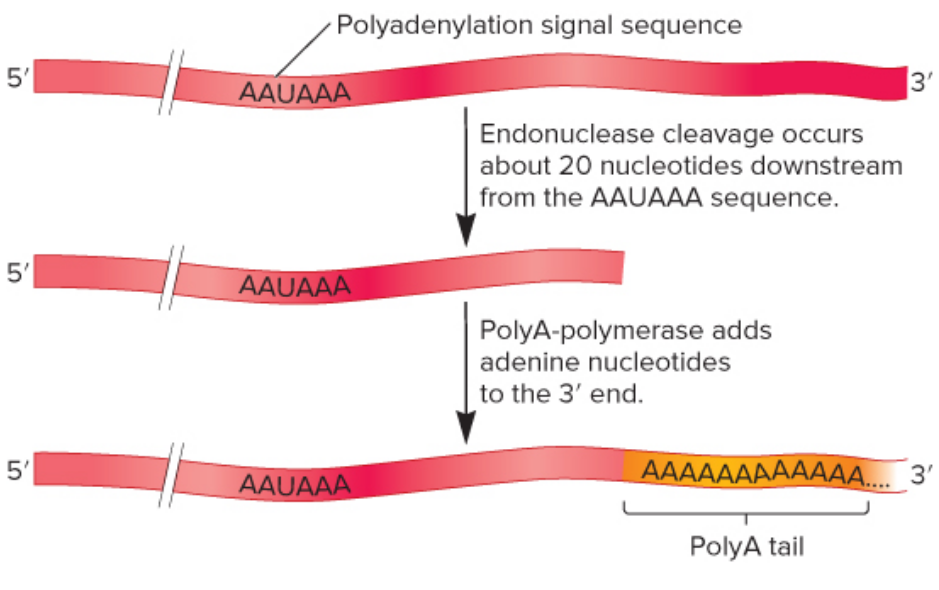 Polyadenylation signal sequence
5′
AAUAAA
3′
Endonuclease cleavage occurs
about 20 nucleotides downstream
from the AAUAAA sequence.
5′
AAUAAA
PolyA-polymerase adds
adenine nucleotides
to the 3′ end.
5′
AAUAAA
AAAAAAAAAAAAA....
3′
PolyA tail